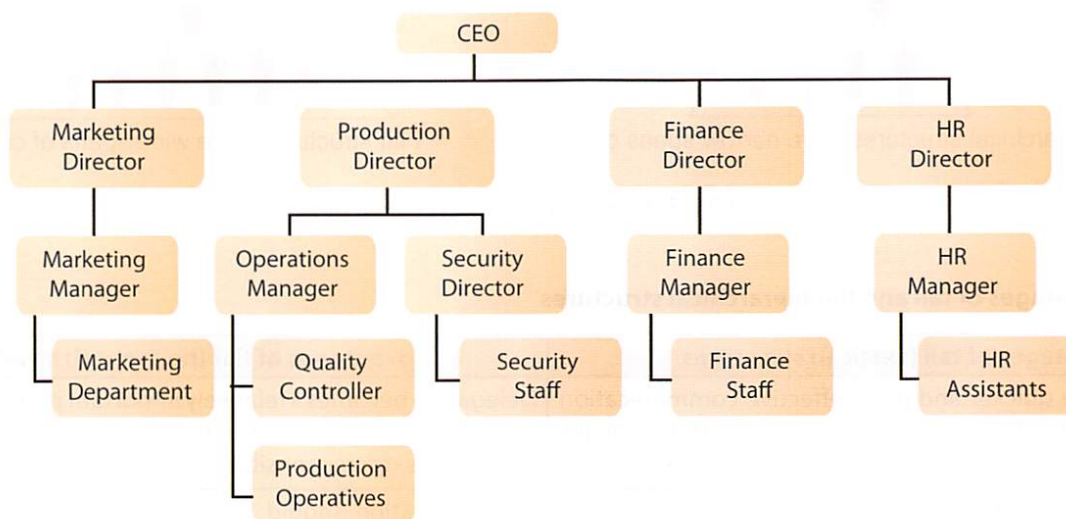 CEO
Marketing
Director
Production
Director
Finance
Director
HR
Director
Marketing
Manager
Operations
Manager
Security
Director
Finance
Manager
HR
Manager
Marketing
Department
Quality
Controller
Security
Staff
Finance
Staff
HR
Assistants
Production
Operatives